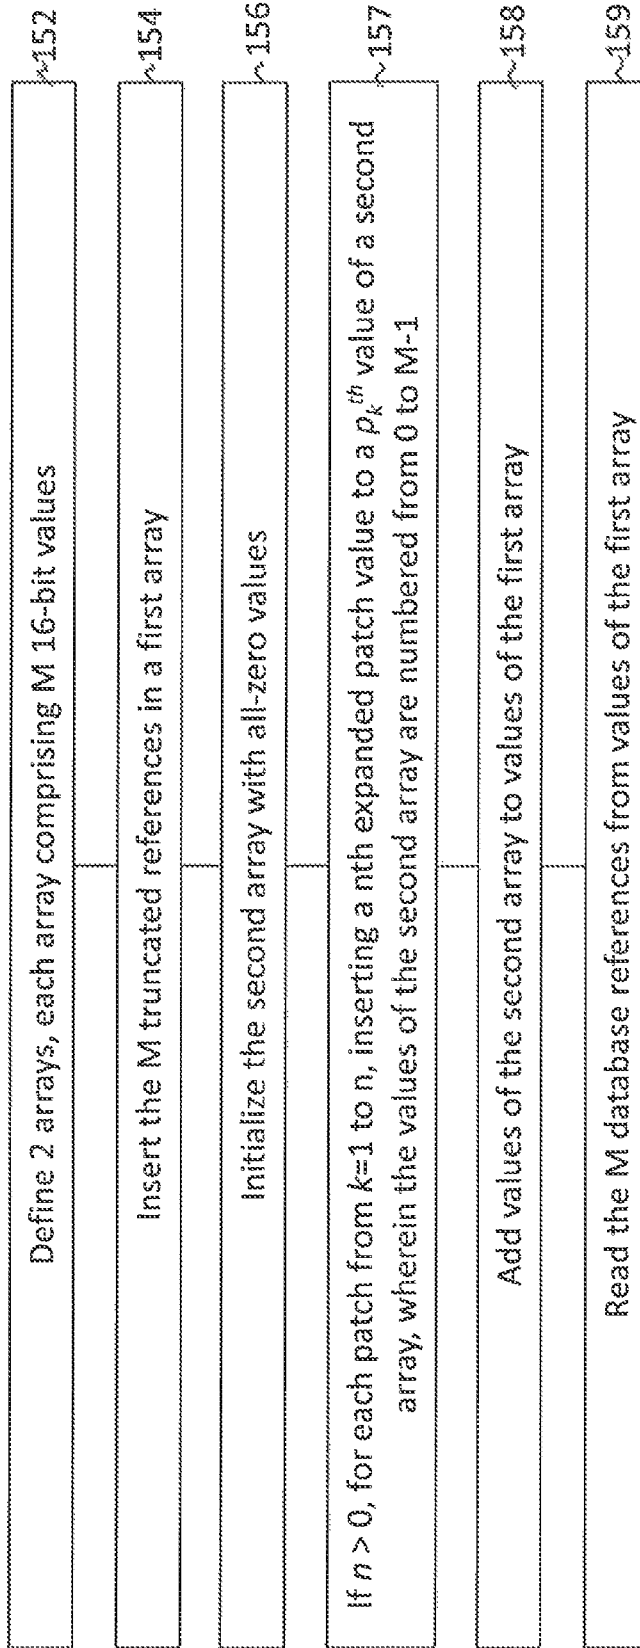 Define 2 arrays, each array comprising M 16-bit values
152
Insert the M truncated references in a first array
154
Initialize the second array with all-zero values
156
If n > 0, for each patch from k=1 to n, inserting a nth expanded patch value to a pₖᵗʰ value of a second
array, wherein the values of the second array are numbered from 0 to M-1
157
Add values of the second array to values of the first array
158
Read the M database references from values of the first array
159